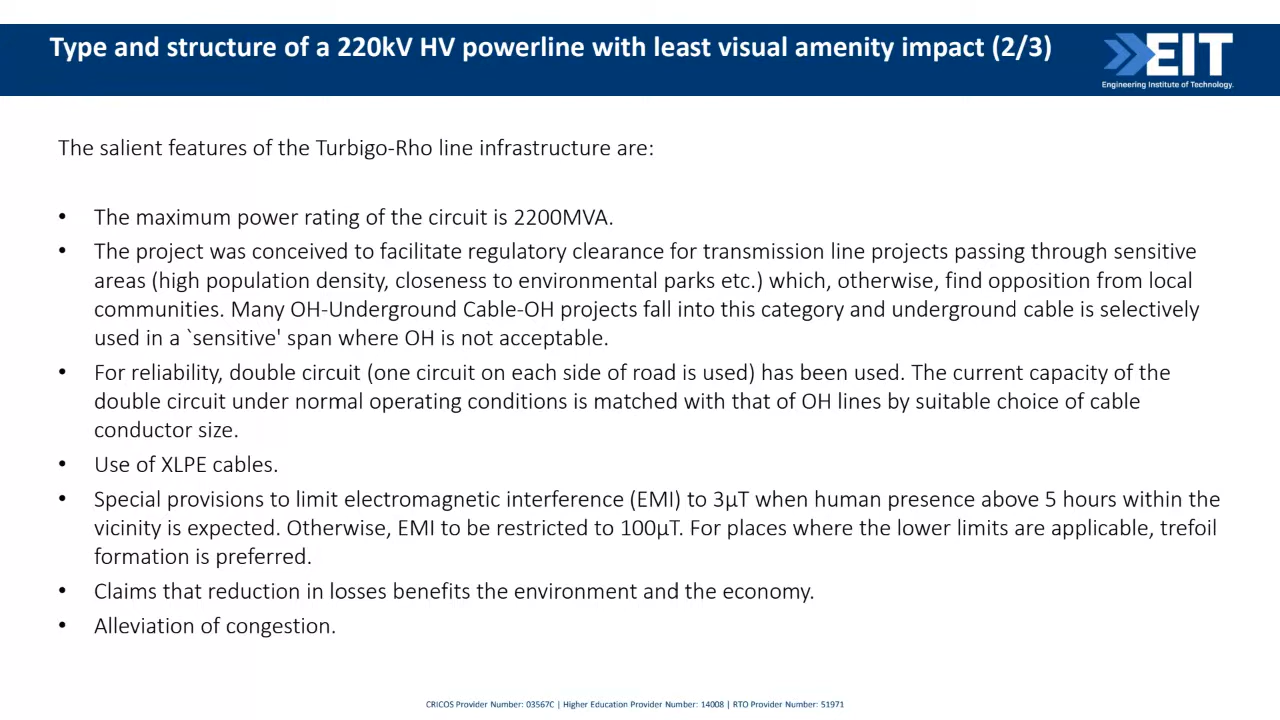 Type and structure of a 220kV HV powerline with least visual amenity impact (2/3)
EIT
Engineering Institute of Technology.
The salient features of the Turbigo-Rho line infrastructure are:
• The maximum power rating of the circuit is 2200MVA.
• The project was conceived to facilitate regulatory clearance for transmission line projects passing through sensitive
areas (high population density, closeness to environmental parks etc.) which, otherwise, find opposition from local
communities. Many OH-Underground Cable-OH projects fall into this category and underground cable is selectively
used in a `sensitive' span where OH is not acceptable.
• For reliability, double circuit (one circuit on each side of road is used) has been used. The current capacity of the
double circuit under normal operating conditions is matched with that of OH lines by suitable choice of cable
conductor size.
• Use of XLPE cables.
• Special provisions to limit electromagnetic interference (EMI) to 3µT when human presence above 5 hours within the
vicinity is expected. Otherwise, EMI to be restricted to 100µT. For places where the lower limits are applicable, trefoil
formation is preferred.
• Claims that reduction in losses benefits the environment and the economy.
• Alleviation of congestion.
CRICOS Provider Number: 03567C | Higher Education Provider Number: 14008 | RTO Provider Number: 51971